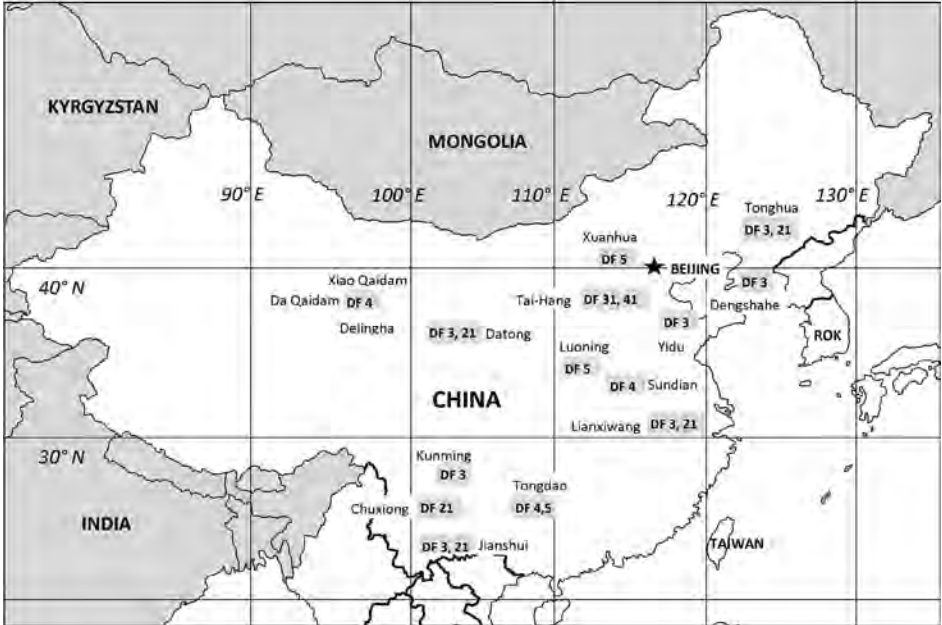 KYRGYZSTAN
MONGOLIA
90° E
100° E
110° E
120° E
130° E
Tonghua
DF 3, 21
Xuanhua
DF 5
BEIJING
40° N
Xiao Qaidam
Da Qaidam
DF 4
Delingha
Tai-Hang
DF 31, 41
DF 3
Dengshahe
DF 3
Yidu
DF 3, 21
Datong
ROK
Luoning
DF 5
DF 4
Sundian
CHINA
Lianxiwang
DF 3, 21
30° N
Kunming
DF 3
Tongdao
DF 4,5
Chuxiong
DF 21
INDIA
TAIWAN
DF 3, 21
Jianshui